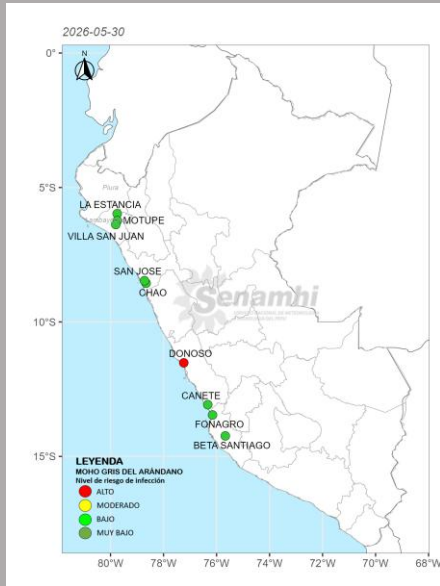 2026-05-30
N
0°
5°S
10°S
15°S
Piura
LA ESTANCIA
MOTUPE
VILLA SAN JUAN
SAN JOSE
CHAO
Senamhi
DONOSO
CANETE
FONAGRO
BETA SANTIAGO
LEYENDA
MOHO GRIS DEL ARÁNDANO
Nivel de riesgo de infección
ALTO
MODERADO
BAJO
MUY BAJO
80°W 78°W 76°W 74°W 72°W 70°W 68°W